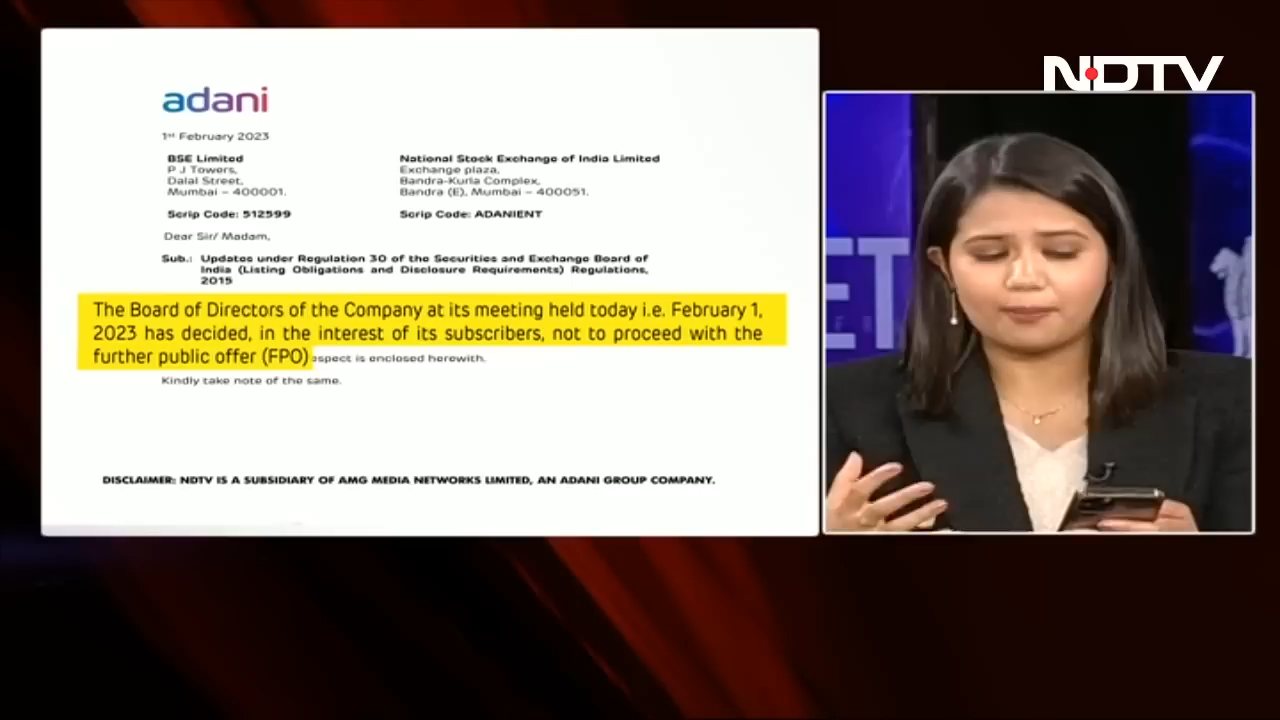 NDTV
adani
1st February 2023
BSE Limited
P J Towers,
Dalal Street,
Mumbai – 400001.
Scrip Code: 512599
National Stock Exchange of India Limited
Exchange plaza,
Bandra-Kurla Complex,
Bandra (E), Mumbai – 400051.
Scrip Code: ADANIENT
Dear Sir/ Madam,
Sub.: Updates under Regulation 30 of the Securities and Exchange Board of
India (Listing Obligations and Disclosure Requirements) Regulations,
2015
The Board of Directors of the Company at its meeting held today i.e. February 1,
2023 has decided, in the interest of its subscribers, not to proceed with the
further public offer (FPO)
is enclosed herewith.
Kindly take note of the same.
DISCLAIMER: NDTV IS A SUBSIDIARY OF AMG MEDIA NETWORKS LIMITED, AN ADANI GROUP COMPANY.